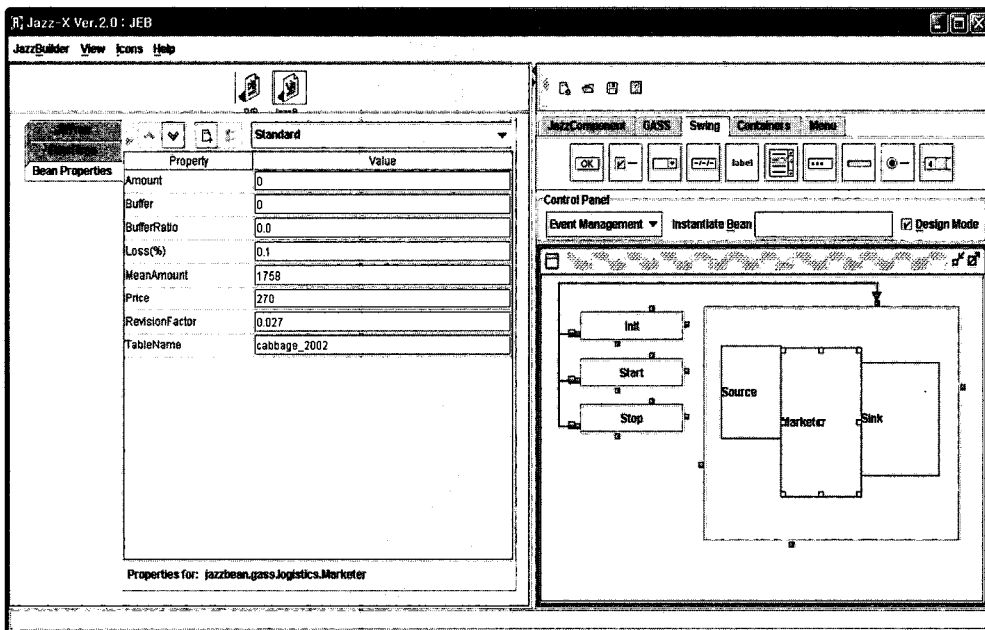 Jazz-X Ver.2.0 : JEB
JazzBuilder View Icons Help
Standard
Bean Properties
Property Value
Amount 0
Buffer 0
BufferRatio 0.0
Loss(%) 0.1
MeanAmount 1758
Price 270
RevisionFactor 0.027
TableName cabbage_2002
Properties for: jazzbean.gass.logistics.Marketer
JazzComponent GASS Swing Containers Menu
OK
label
Control Panel
Event Management Instantiate Bean Design Mode
Init
Start
Stop
Source
Marketer
Sink